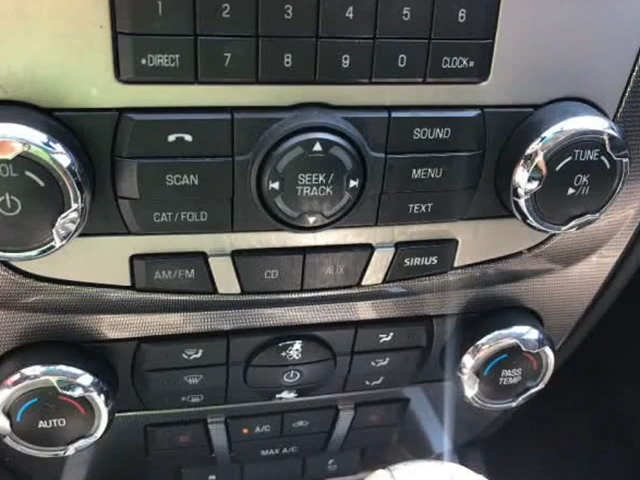 1 2 3 4 5 6
*DIRECT 7 8 9 0 CLOCK#
OL
SOUND
TUNE
SCAN
SEEK /
TRACK
MENU
OK
CAT / FOLD
TEXT
AM/FM
CD
AUX
SIRIUS
AUTO
PASS
TEMP
A/C
MAX A/C
R